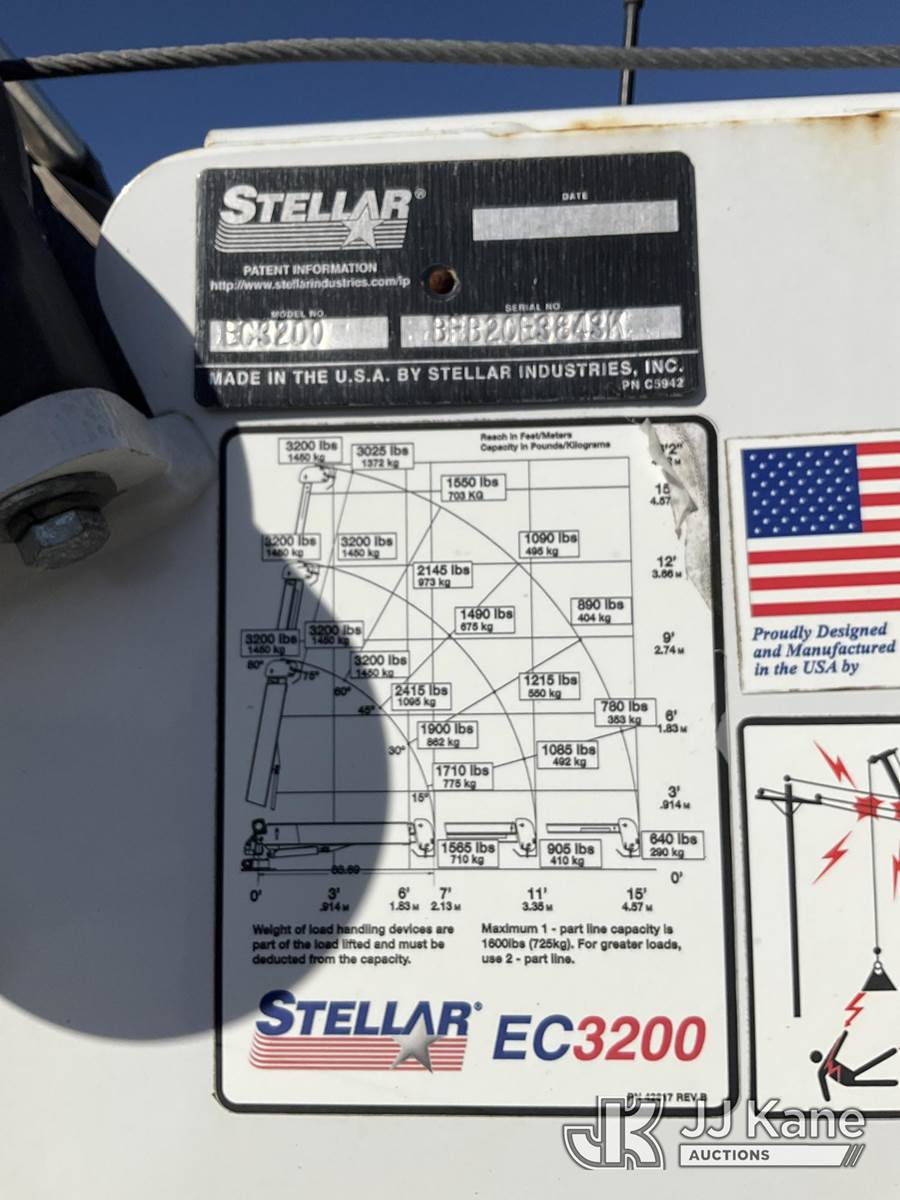 STELLAR®
DATE
PATENT INFORMATION
http://www.stellarindustries.com/ip
MODEL NO.
SERIAL NO
EC3200
MADE IN THE U.S.A. BY STELLAR INDUSTRIES, INC.
PN C5942
Reach in Feet/Meters
Capacity in Pounds/Kilograms
3200 lbs
1450 kg
3025 lbs
1372 kg
1550 lbs
703 KG
15
4.57
3200 lbs
1450 kg
3200 lbs
1450 kg
1090 lbs
495 kg
2145 lbs
973 kg
12'
3.66 M
1490 lbs
675 kg
890 lbs
404 kg
3200 lbs
1450 kg
3200 lbs
1450 kg
9'
2.74 M
80°
75°
3200 lbs
1450 kg
60°
2415 lbs
1095 kg
1215 lbs
550 kg
45°
780 lbs
353 kg
6'
1.83 M
1900 lbs
862 kg
30°
1085 lbs
492 kg
1710 lbs
775 kg
15°
3'
.914 M
1565 lbs
710 kg
905 lbs
410 kg
640 lbs
290 kg
0'
0'
3'
.914 M
6'
1.83 M
7'
2.13 M
11'
3.35 M
15'
4.57 M
Weight of load handling devices are
part of the load lifted and must be
deducted from the capacity.
Maximum 1 - part line capacity is
1600lbs (725kg). For greater loads,
use 2 - part line.
STELLAR® EC3200
REV B
Proudly Designed
and Manufactured
in the USA by
JK JJ Kane
AUCTIONS